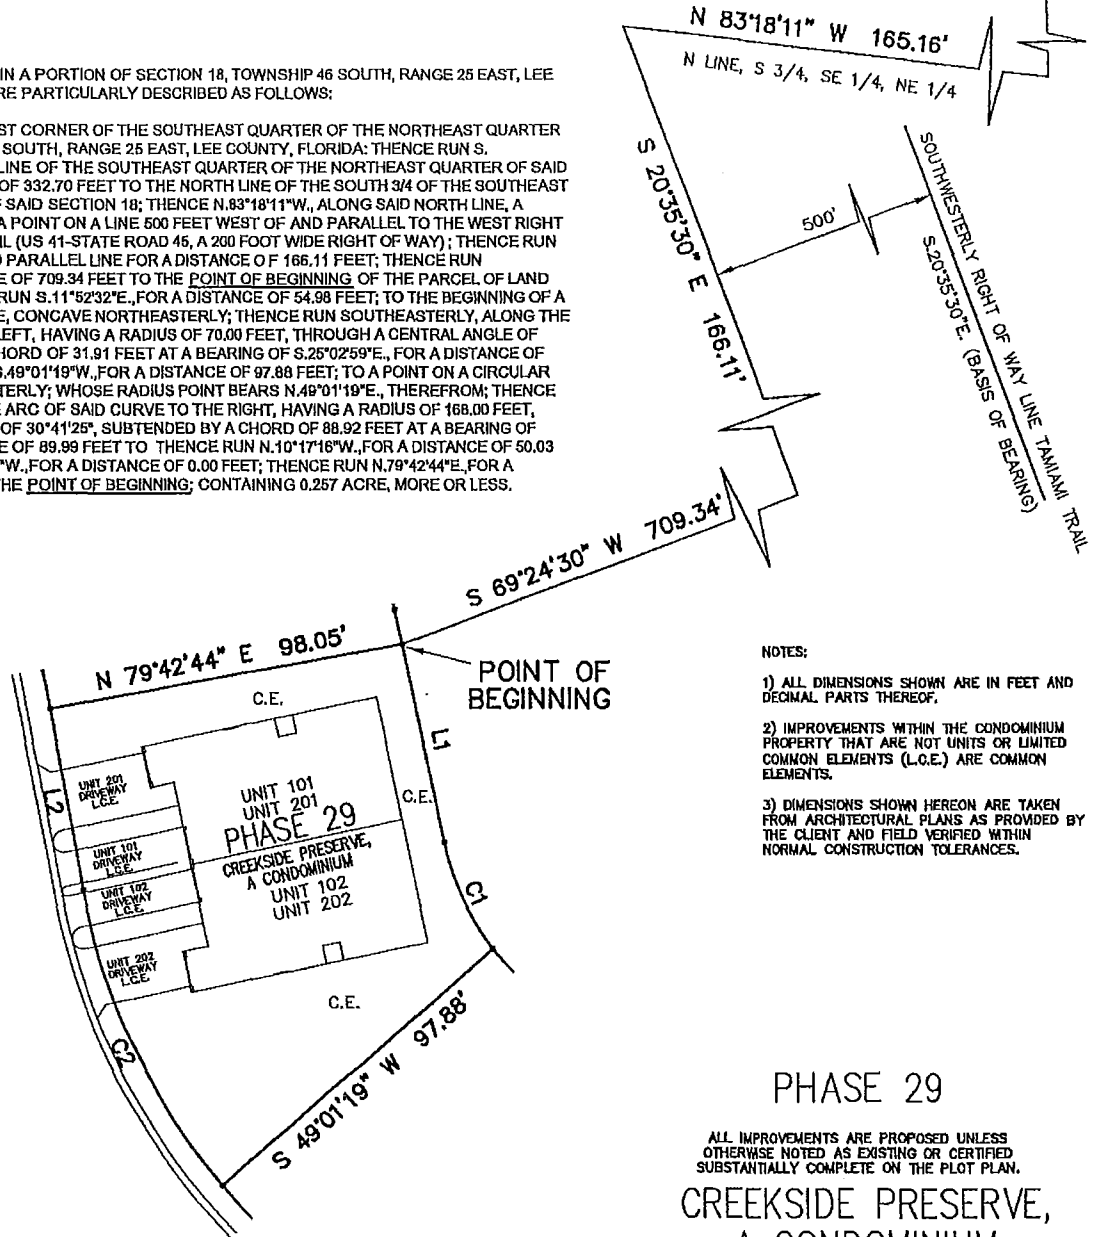 IN A PORTION OF SECTION 18, TOWNSHIP 46 SOUTH, RANGE 25 EAST, LEE
RE PARTICULARLY DESCRIBED AS FOLLOWS:
ST CORNER OF THE SOUTHEAST QUARTER OF THE NORTHEAST QUARTER
SOUTH, RANGE 25 EAST, LEE COUNTY, FLORIDA: THENCE RUN S.
LINE OF THE SOUTHEAST QUARTER OF THE NORTHEAST QUARTER OF SAID
OF 332.70 FEET TO THE NORTH LINE OF THE SOUTH 3/4 OF THE SOUTHEAST
F SAID SECTION 18; THENCE N.83°18'11"W., ALONG SAID NORTH LINE, A
A POINT ON A LINE 500 FEET WEST OF AND PARALLEL TO THE WEST RIGHT
IL (US 41-STATE ROAD 45, A 200 FOOT WIDE RIGHT OF WAY) ; THENCE RUN
D PARALLEL LINE FOR A DISTANCE OF 166.11 FEET; THENCE RUN
E OF 709.34 FEET TO THE POINT OF BEGINNING OF THE PARCEL OF LAND
RUN S.11°52'32"E.,FOR A DISTANCE OF 54.98 FEET; TO THE BEGINNING OF A
E, CONCAVE NORTHEASTERLY; THENCE RUN SOUTHEASTERLY, ALONG THE
LEFT, HAVING A RADIUS OF 70.00 FEET, THROUGH A CENTRAL ANGLE OF
HORD OF 31.91 FEET AT A BEARING OF S.25°02'59"E., FOR A DISTANCE OF
S.49°01'19"W.,FOR A DISTANCE OF 97.88 FEET; TO A POINT ON A CIRCULAR
TERLY; WHOSE RADIUS POINT BEARS N.49°01'19"E., THEREFROM; THENCE
E ARC OF SAID CURVE TO THE RIGHT, HAVING A RADIUS OF 168.00 FEET,
OF 30°41'25", SUBTENDED BY A CHORD OF 88.92 FEET AT A BEARING OF
E OF 89.99 FEET TO THENCE RUN N.10°17'16"W.,FOR A DISTANCE OF 50.03
"W.,FOR A DISTANCE OF 0.00 FEET; THENCE RUN N.79°42'44"E.,FOR A
THE POINT OF BEGINNING; CONTAINING 0.257 ACRE, MORE OR LESS.
N 83°18'11" W 165.16'
N LINE, S 3/4, SE 1/4, NE 1/4
S 20°35'30" E 166.11'
500'
SOUTHWESTERLY RIGHT OF WAY LINE TAMIAMI TRAIL
S.20°35'30"E. (BASIS OF BEARING)
S 69°24'30" W 709.34'
N 79°42'44" E 98.05'
POINT OF
BEGINNING
C.E.
L1
L2
UNIT 201
DRIVEWAY
L.C.E.
UNIT 101
DRIVEWAY
L.C.E.
UNIT 102
DRIVEWAY
L.C.E.
UNIT 202
DRIVEWAY
L.C.E.
UNIT 101
UNIT 201
PHASE 29
CREEKSIDE PRESERVE,
A CONDOMINIUM
UNIT 102
UNIT 202
C.E.
C1
C.E.
C2
S 49°01'19" W 97.88'
NOTES:
1) ALL DIMENSIONS SHOWN ARE IN FEET AND
DECIMAL PARTS THEREOF.
2) IMPROVEMENTS WITHIN THE CONDOMINIUM
PROPERTY THAT ARE NOT UNITS OR LIMITED
COMMON ELEMENTS (L.C.E.) ARE COMMON
ELEMENTS.
3) DIMENSIONS SHOWN HEREON ARE TAKEN
FROM ARCHITECTURAL PLANS AS PROVIDED BY
THE CLIENT AND FIELD VERIFIED WITHIN
NORMAL CONSTRUCTION TOLERANCES.
PHASE 29
ALL IMPROVEMENTS ARE PROPOSED UNLESS
OTHERWISE NOTED AS EXISTING OR CERTIFIED
SUBSTANTIALLY COMPLETE ON THE PLOT PLAN.
CREEKSIDE PRESERVE,
A CONDOMINIUM